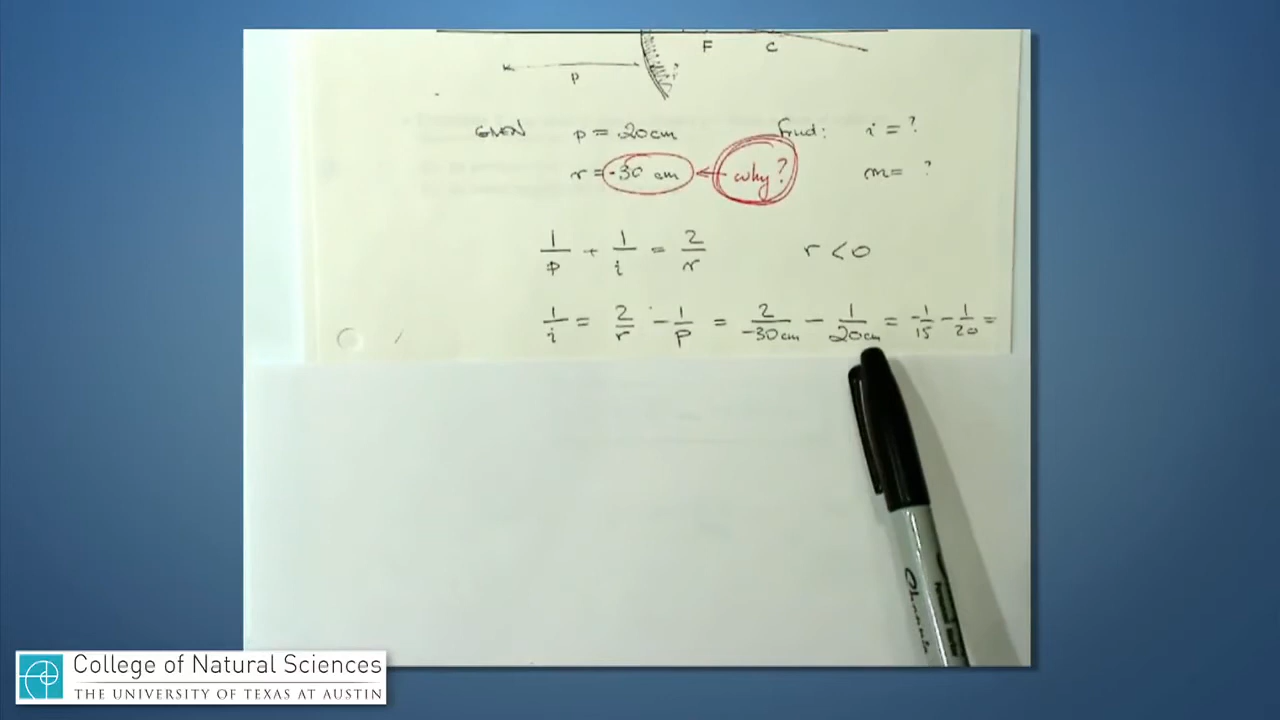 F C
P
GIVEN p = 20cm find: i = ?
r = -30 cm ← why? m = ?
1/p + 1/i = 2/r r < 0
1/i = 2/r - 1/p = 2/-30cm - 1/20cm = -1/15 - 1/20 =
College of Natural Sciences
THE UNIVERSITY OF TEXAS AT AUSTIN